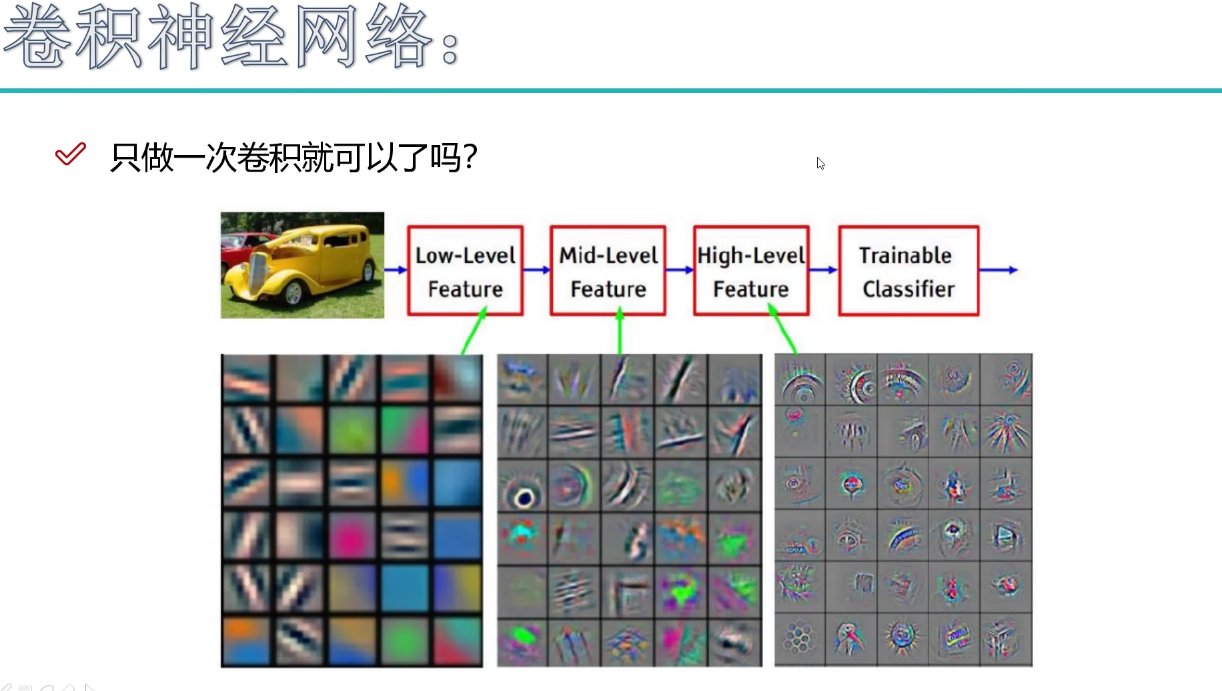 卷积神经网络：
只做一次卷积就可以了吗？
Low-Level
Feature
Mid-Level
Feature
High-Level
Feature
Trainable
Classifier